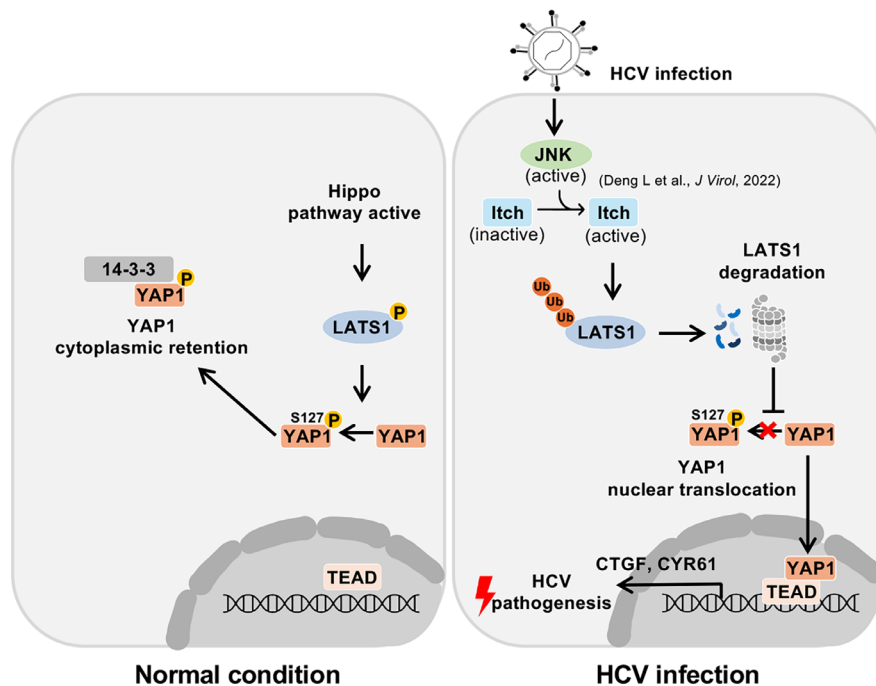 Hippo
pathway active
14-3-3
P
YAP1
YAP1
cytoplasmic retention
P
LATS1
S127
P
YAP1
YAP1
TEAD
Normal condition
HCV infection
JNK
(active)
(Deng L et al., J Virol, 2022)
Itch
(inactive)
Itch
(active)
LATS1
degradation
Ub
Ub
Ub
LATS1
S127
P
YAP1
YAP1
YAP1
nuclear translocation
CTGF, CYR61
YAP1
TEAD
HCV
pathogenesis
HCV infection